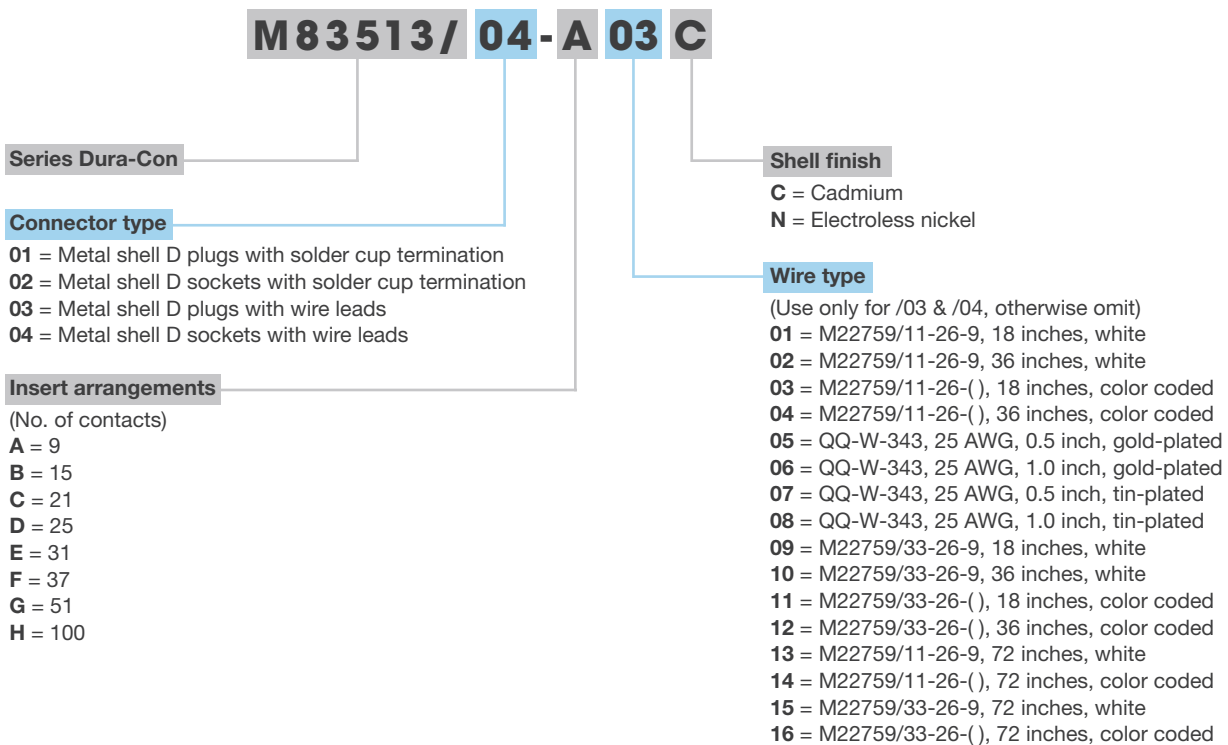 M83513/ 04-A 03 C
Series Dura-Con
Connector type
01 = Metal shell D plugs with solder cup termination
02 = Metal shell D sockets with solder cup termination
03 = Metal shell D plugs with wire leads
04 = Metal shell D sockets with wire leads
Insert arrangements
(No. of contacts)
A = 9
B = 15
C = 21
D = 25
E = 31
F = 37
G = 51
H = 100
Shell finish
C = Cadmium
N = Electroless nickel
Wire type
(Use only for /03 & /04, otherwise omit)
01 = M22759/11-26-9, 18 inches, white
02 = M22759/11-26-9, 36 inches, white
03 = M22759/11-26-( ), 18 inches, color coded
04 = M22759/11-26-( ), 36 inches, color coded
05 = QQ-W-343, 25 AWG, 0.5 inch, gold-plated
06 = QQ-W-343, 25 AWG, 1.0 inch, gold-plated
07 = QQ-W-343, 25 AWG, 0.5 inch, tin-plated
08 = QQ-W-343, 25 AWG, 1.0 inch, tin-plated
09 = M22759/33-26-9, 18 inches, white
10 = M22759/33-26-9, 36 inches, white
11 = M22759/33-26-( ), 18 inches, color coded
12 = M22759/33-26-( ), 36 inches, color coded
13 = M22759/11-26-9, 72 inches, white
14 = M22759/11-26-( ), 72 inches, color coded
15 = M22759/33-26-9, 72 inches, white
16 = M22759/33-26-( ), 72 inches, color coded